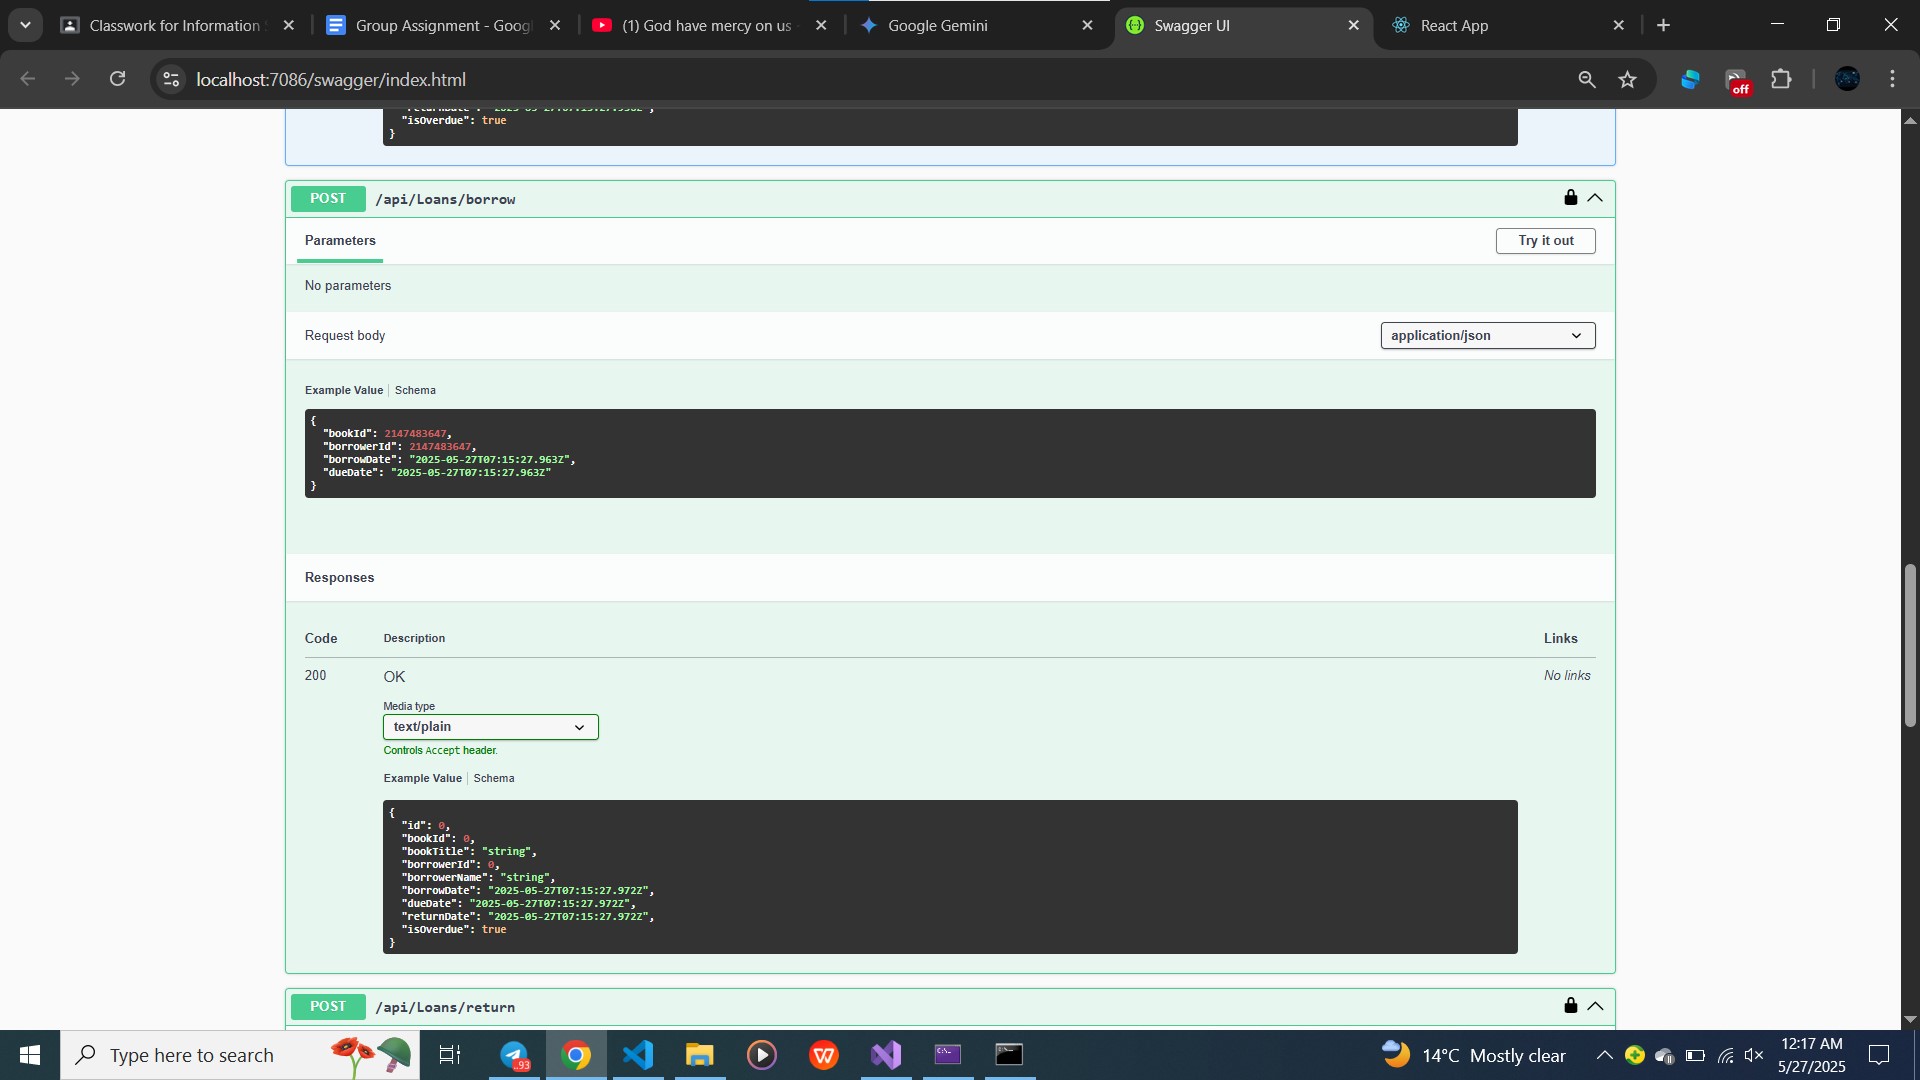 Classwork for Information
Group Assignment - Goog
(1) God have mercy on us
Google Gemini
Swagger UI
React App
localhost:7086/swagger/index.html
off
"isOverdue": true
}
POST /api/Loans/borrow
Parameters
Try it out
No parameters
Request body
application/json
Example Value | Schema
{
"bookId": 2147483647,
"borrowerId": 2147483647,
"borrowDate": "2025-05-27T07:15:27.963Z",
"dueDate": "2025-05-27T07:15:27.963Z"
}
Responses
Code Description Links
200 OK No links
Media type
text/plain
Controls Accept header.
Example Value | Schema
{
"id": 0,
"bookId": 0,
"bookTitle": "string",
"borrowerId": 0,
"borrowerName": "string",
"borrowDate": "2025-05-27T07:15:27.972Z",
"dueDate": "2025-05-27T07:15:27.972Z",
"returnDate": "2025-05-27T07:15:27.972Z",
"isOverdue": true
}
POST /api/Loans/return
Type here to search
..93
14°C Mostly clear
12:17 AM
5/27/2025